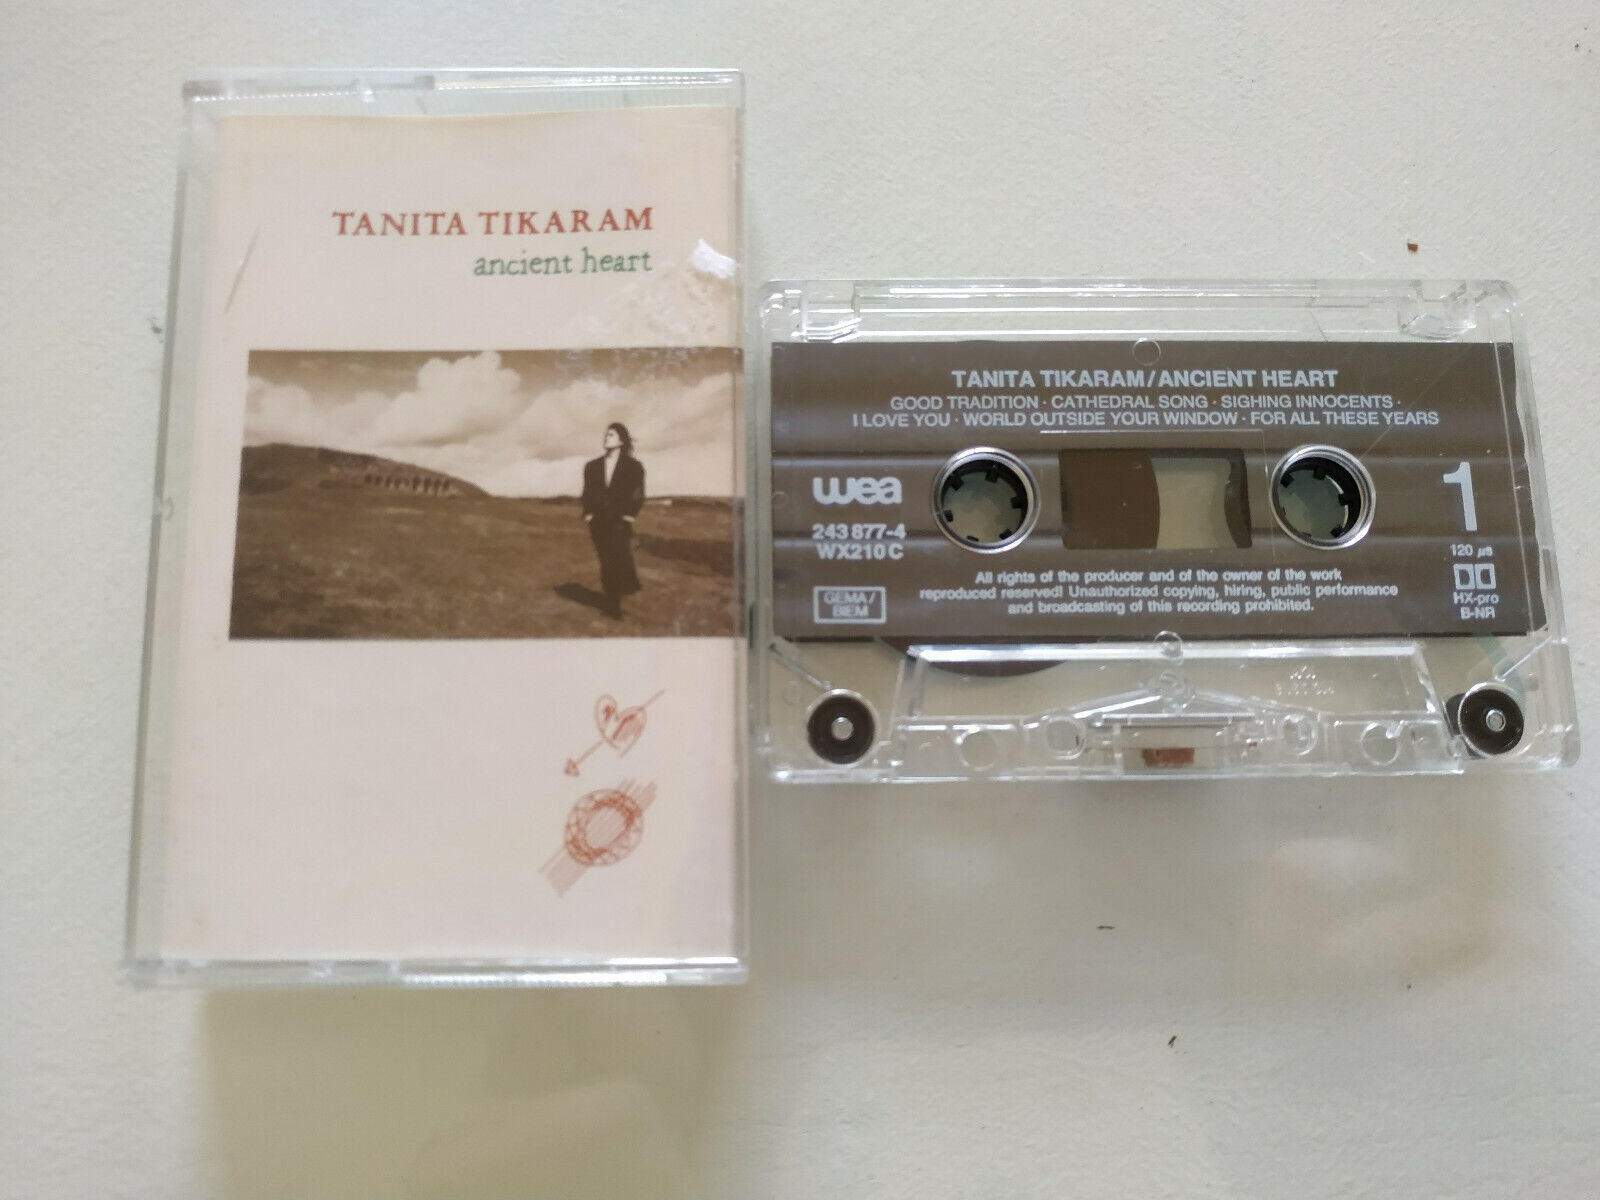 TANITA TIKARAM
ancient heart
TANITA TIKARAM/ANCIENT HEART
GOOD TRADITION · CATHEDRAL SONG · SIGHING INNOCENTS ·
I LOVE YOU · WORLD OUTSIDE YOUR WINDOW · FOR ALL THESE YEARS
wea
243 877-4
WX210 C
GEMA/
BIEM
1
120 µs
HX-pro
B-NR
All rights of the producer and of the owner of the work
reproduced reserved! Unauthorized copying, hiring, public performance
and broadcasting of this recording prohibited.